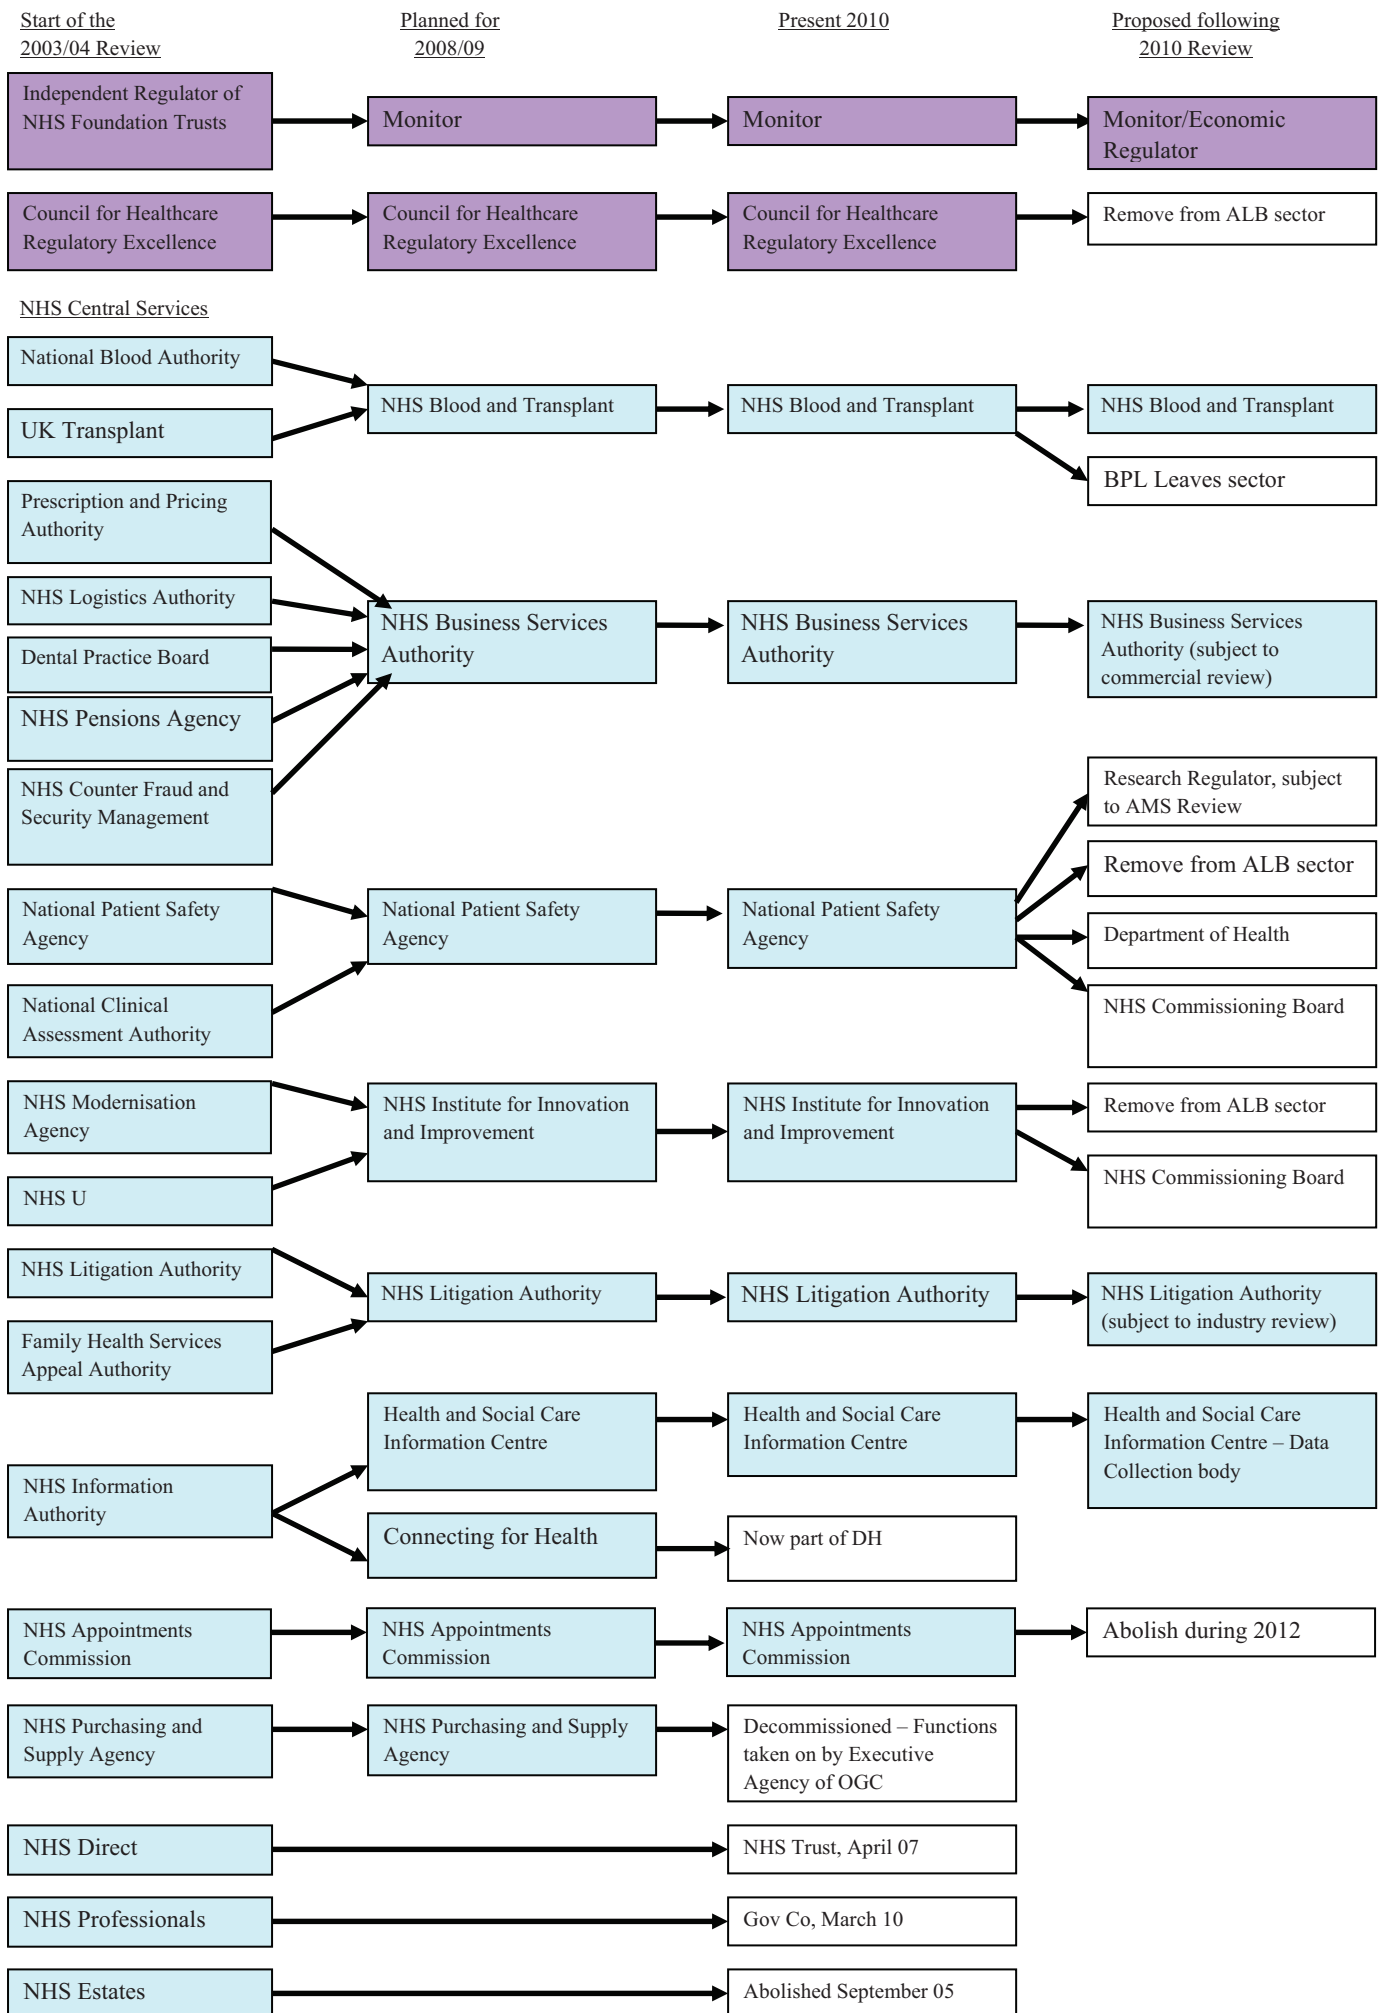 Start of the
2003/04 Review
Planned for
2008/09
Present 2010
Proposed following
2010 Review
Independent Regulator of
NHS Foundation Trusts
Monitor
Monitor
Monitor/Economic
Regulator
Council for Healthcare
Regulatory Excellence
Council for Healthcare
Regulatory Excellence
Council for Healthcare
Regulatory Excellence
Remove from ALB sector
NHS Central Services
National Blood Authority
UK Transplant
NHS Blood and Transplant
NHS Blood and Transplant
NHS Blood and Transplant
BPL Leaves sector
Prescription and Pricing
Authority
NHS Logistics Authority
Dental Practice Board
NHS Pensions Agency
NHS Counter Fraud and
Security Management
NHS Business Services
Authority
NHS Business Services
Authority
NHS Business Services
Authority (subject to
commercial review)
National Patient Safety
Agency
National Clinical
Assessment Authority
National Patient Safety
Agency
National Patient Safety
Agency
Research Regulator, subject
to AMS Review
Remove from ALB sector
Department of Health
NHS Commissioning Board
NHS Modernisation
Agency
NHS U
NHS Institute for Innovation
and Improvement
NHS Institute for Innovation
and Improvement
Remove from ALB sector
NHS Commissioning Board
NHS Litigation Authority
Family Health Services
Appeal Authority
NHS Litigation Authority
NHS Litigation Authority
NHS Litigation Authority
(subject to industry review)
NHS Information
Authority
Health and Social Care
Information Centre
Health and Social Care
Information Centre
Health and Social Care
Information Centre – Data
Collection body
Connecting for Health
Now part of DH
NHS Appointments
Commission
NHS Appointments
Commission
NHS Appointments
Commission
Abolish during 2012
NHS Purchasing and
Supply Agency
NHS Purchasing and Supply
Agency
Decommissioned – Functions
taken on by Executive
Agency of OGC
NHS Direct
NHS Trust, April 07
NHS Professionals
Gov Co, March 10
NHS Estates
Abolished September 05